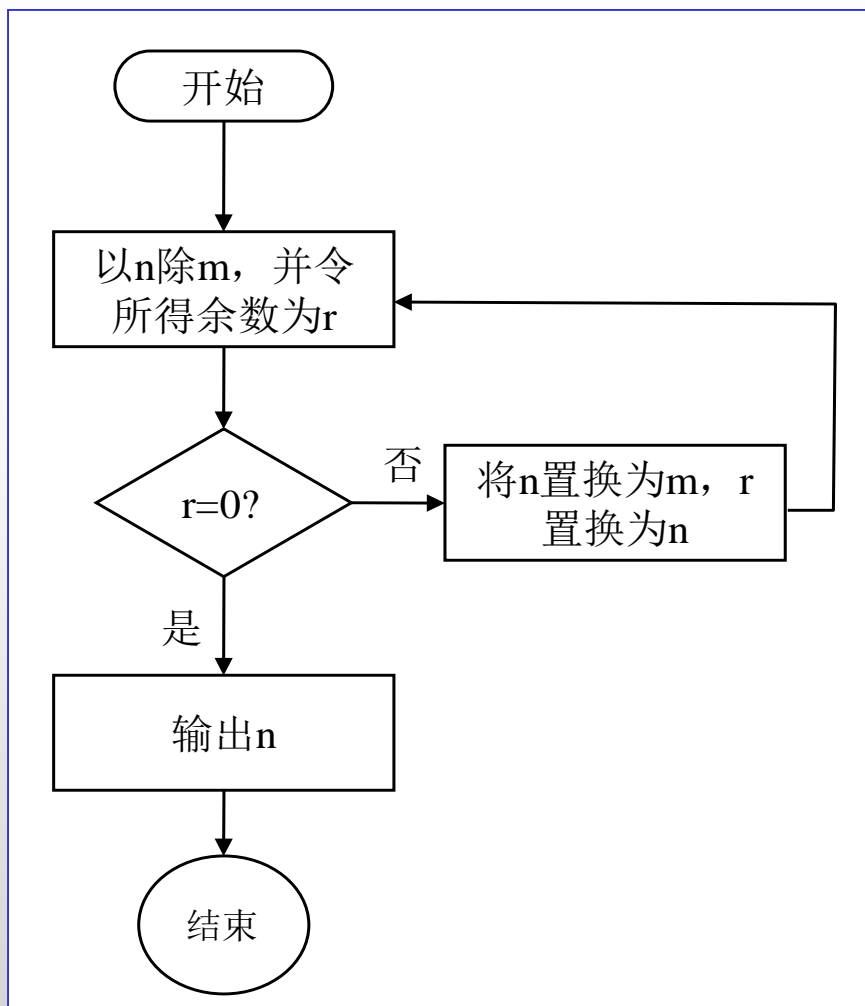 开始
以n除m，并令
所得余数为r
r=0?
否
将n置换为m，r
置换为n
是
输出n
结束